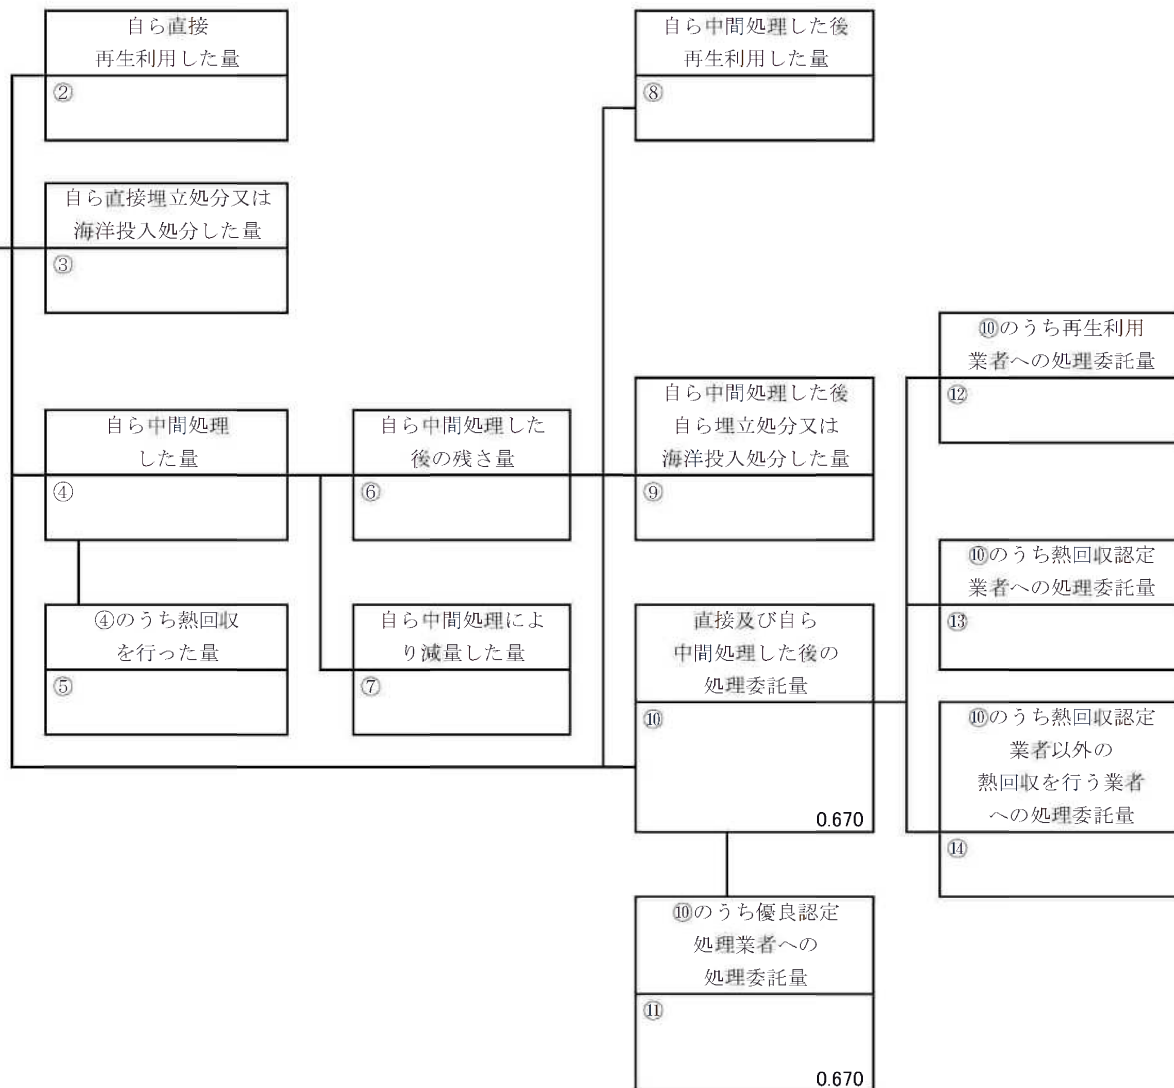 自ら直接
再生利用した量
②
自ら中間処理した後
再生利用した量
⑧
自ら直接埋立処分又は
海洋投入処分した量
③
⑩のうち再生利用
業者への処理委託量
⑫
自ら中間処理
した量
④
自ら中間処理した
後の残さ量
⑥
自ら中間処理した後
自ら埋立処分又は
海洋投入処分した量
⑨
⑩のうち熱回収認定
業者への処理委託量
⑬
④のうち熱回収
を行った量
⑤
自ら中間処理によ
り減量した量
⑦
直接及び自ら
中間処理した後の
処理委託量
⑩
0.670
⑩のうち熱回収認定
業者以外の
熱回収を行う業者
への処理委託量
⑭
⑩のうち優良認定
処理業者への
処理委託量
⑪
0.670